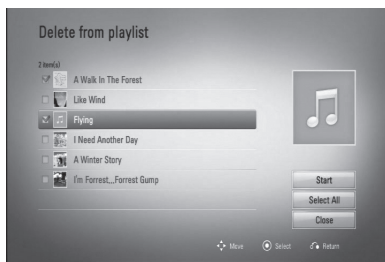 Delete from playlist
2 item(s)
A Walk In The Forest
Like Wind
Flying
I Need Another Day
A Winter Story
I'm Forrest,,,Forrest Gump
Start
Select All
Close
Move Select Return